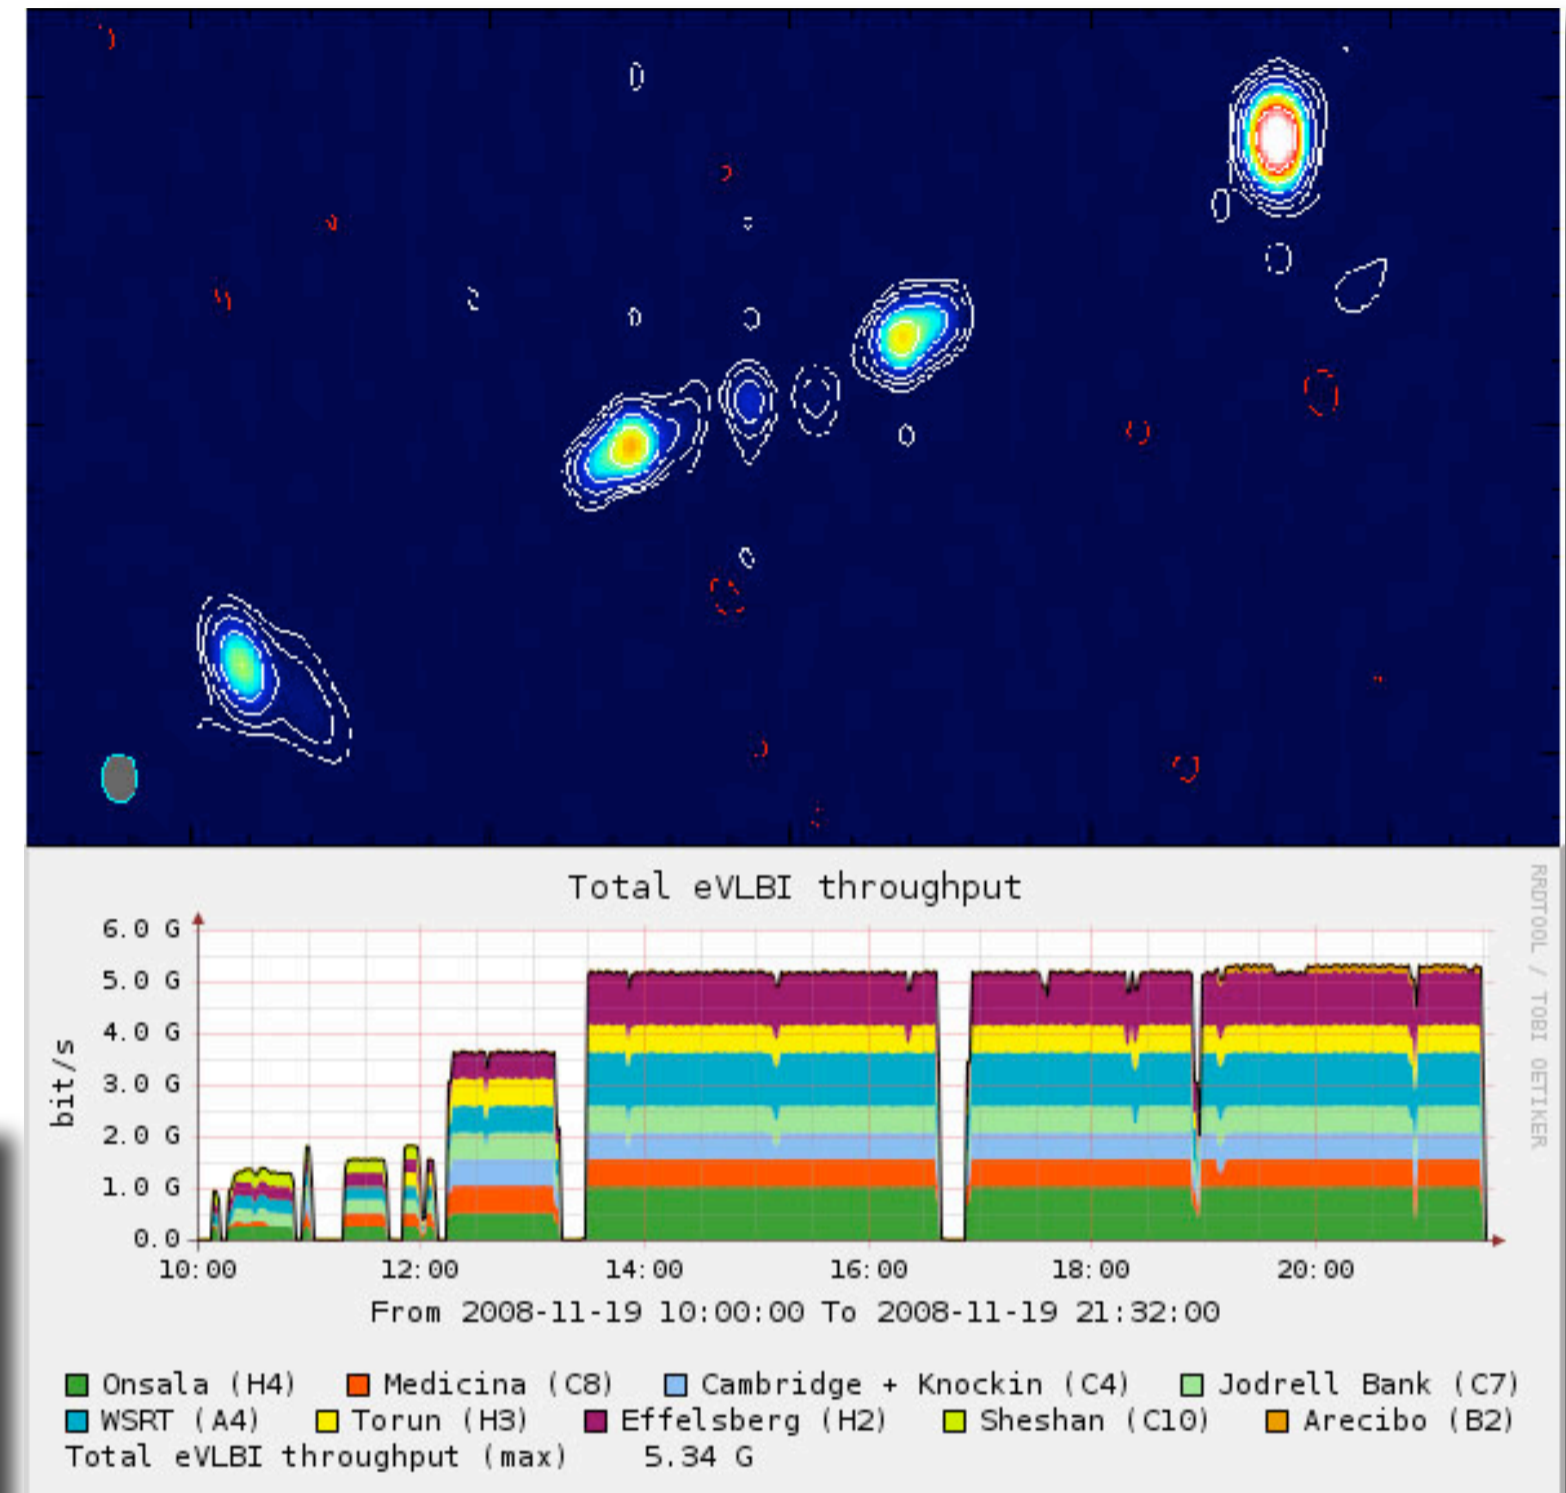 Total eVLBI throughput
RRDTOOL / TOBI OETIKER
bit/s
6.0 G
5.0 G
4.0 G
3.0 G
2.0 G
1.0 G
0.0
10:00 12:00 14:00 16:00 18:00 20:00
From 2008-11-19 10:00:00 To 2008-11-19 21:32:00
Onsala (H4) Medicina (C8) Cambridge + Knockin (C4) Jodrell Bank (C7)
WSRT (A4) Torun (H3) Effelsberg (H2) Sheshan (C10) Arecibo (B2)
Total eVLBI throughput (max) 5.34 G